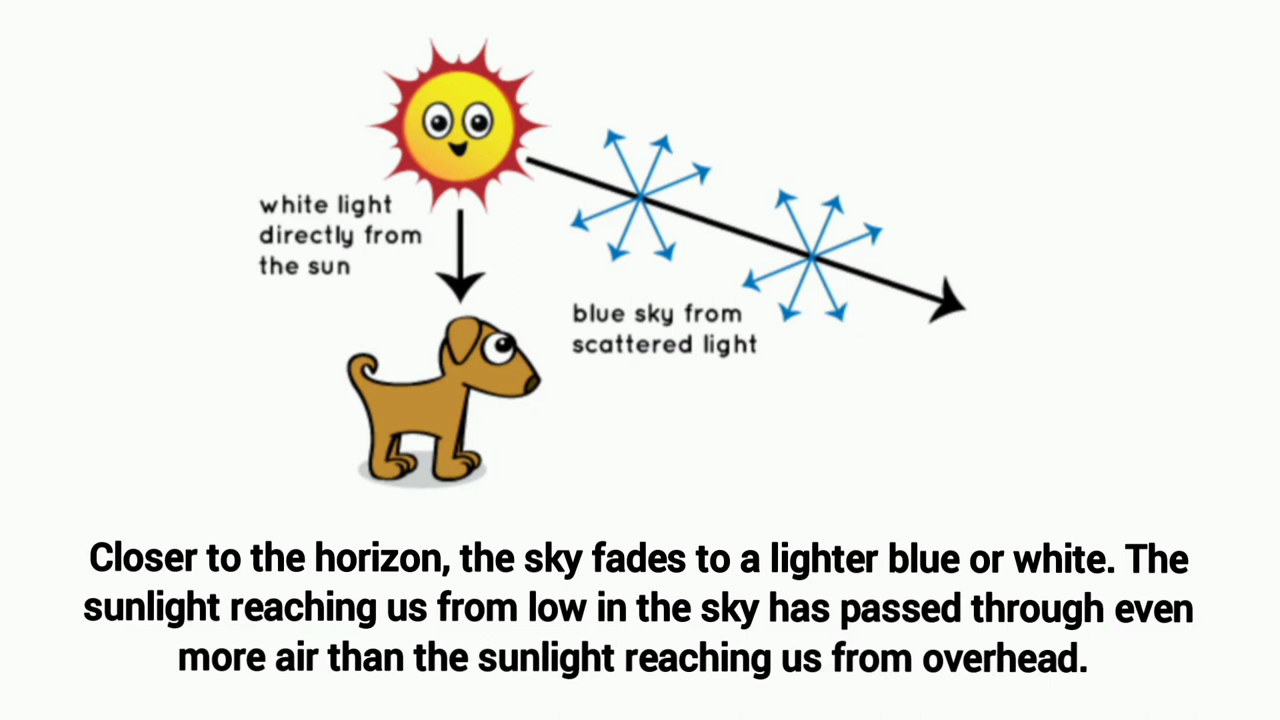 white light
directly from
the sun
blue sky from
scattered light
Closer to the horizon, the sky fades to a lighter blue or white. The
sunlight reaching us from low in the sky has passed through even
more air than the sunlight reaching us from overhead.